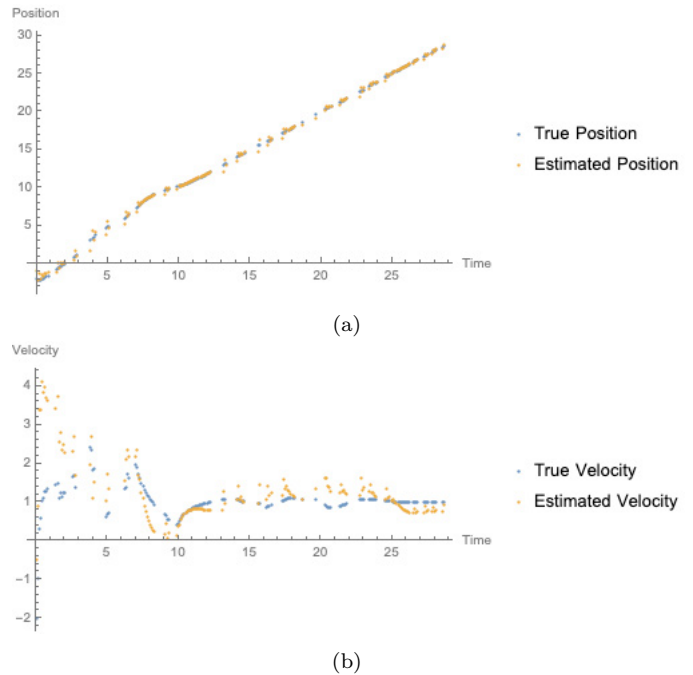 Position
30
25
20
15
10
5
5 10 15 20 25
Time
True Position
Estimated Position
(a)
Velocity
4
3
2
1
-1
-2
5 10 15 20 25
Time
True Velocity
Estimated Velocity
(b)